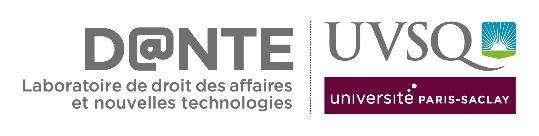 D@NTE
Laboratoire de droit des affaires
et nouvelles technologies
UVSQ
université PARIS-SACLAY